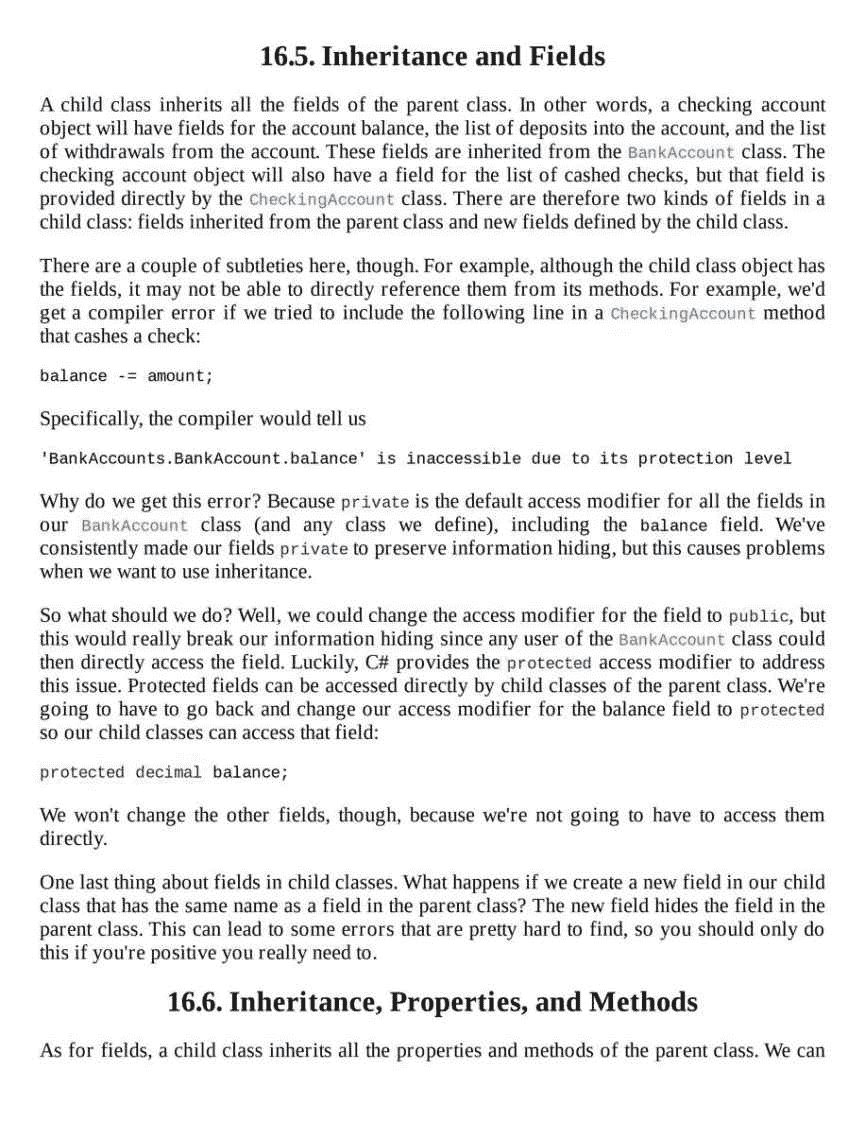 16.5. Inheritance and Fields
A child class inherits all the fields of the parent class. In other words, a checking account
object will have fields for the account balance, the list of deposits into the account, and the list
of withdrawals from the account. These fields are inherited from the BankAccount class. The
checking account object will also have a field for the list of cashed checks, but that field is
provided directly by the CheckingAccount class. There are therefore two kinds of fields in a
child class: fields inherited from the parent class and new fields defined by the child class.
There are a couple of subtleties here, though. For example, although the child class object has
the fields, it may not be able to directly reference them from its methods. For example, we'd
get a compiler error if we tried to include the following line in a CheckingAccount method
that cashes a check:
balance -= amount;
Specifically, the compiler would tell us
'BankAccounts.BankAccount.balance' is inaccessible due to its protection level
Why do we get this error? Because private is the default access modifier for all the fields in
our BankAccount class (and any class we define), including the balance field. We've
consistently made our fields private to preserve information hiding, but this causes problems
when we want to use inheritance.
So what should we do? Well, we could change the access modifier for the field to public, but
this would really break our information hiding since any user of the BankAccount class could
then directly access the field. Luckily, C# provides the protected access modifier to address
this issue. Protected fields can be accessed directly by child classes of the parent class. We're
going to have to go back and change our access modifier for the balance field to protected
so our child classes can access that field:
protected decimal balance;
We won't change the other fields, though, because we're not going to have to access them
directly.
One last thing about fields in child classes. What happens if we create a new field in our child
class that has the same name as a field in the parent class? The new field hides the field in the
parent class. This can lead to some errors that are pretty hard to find, so you should only do
this if you're positive you really need to.
16.6. Inheritance, Properties, and Methods
As for fields, a child class inherits all the properties and methods of the parent class. We can